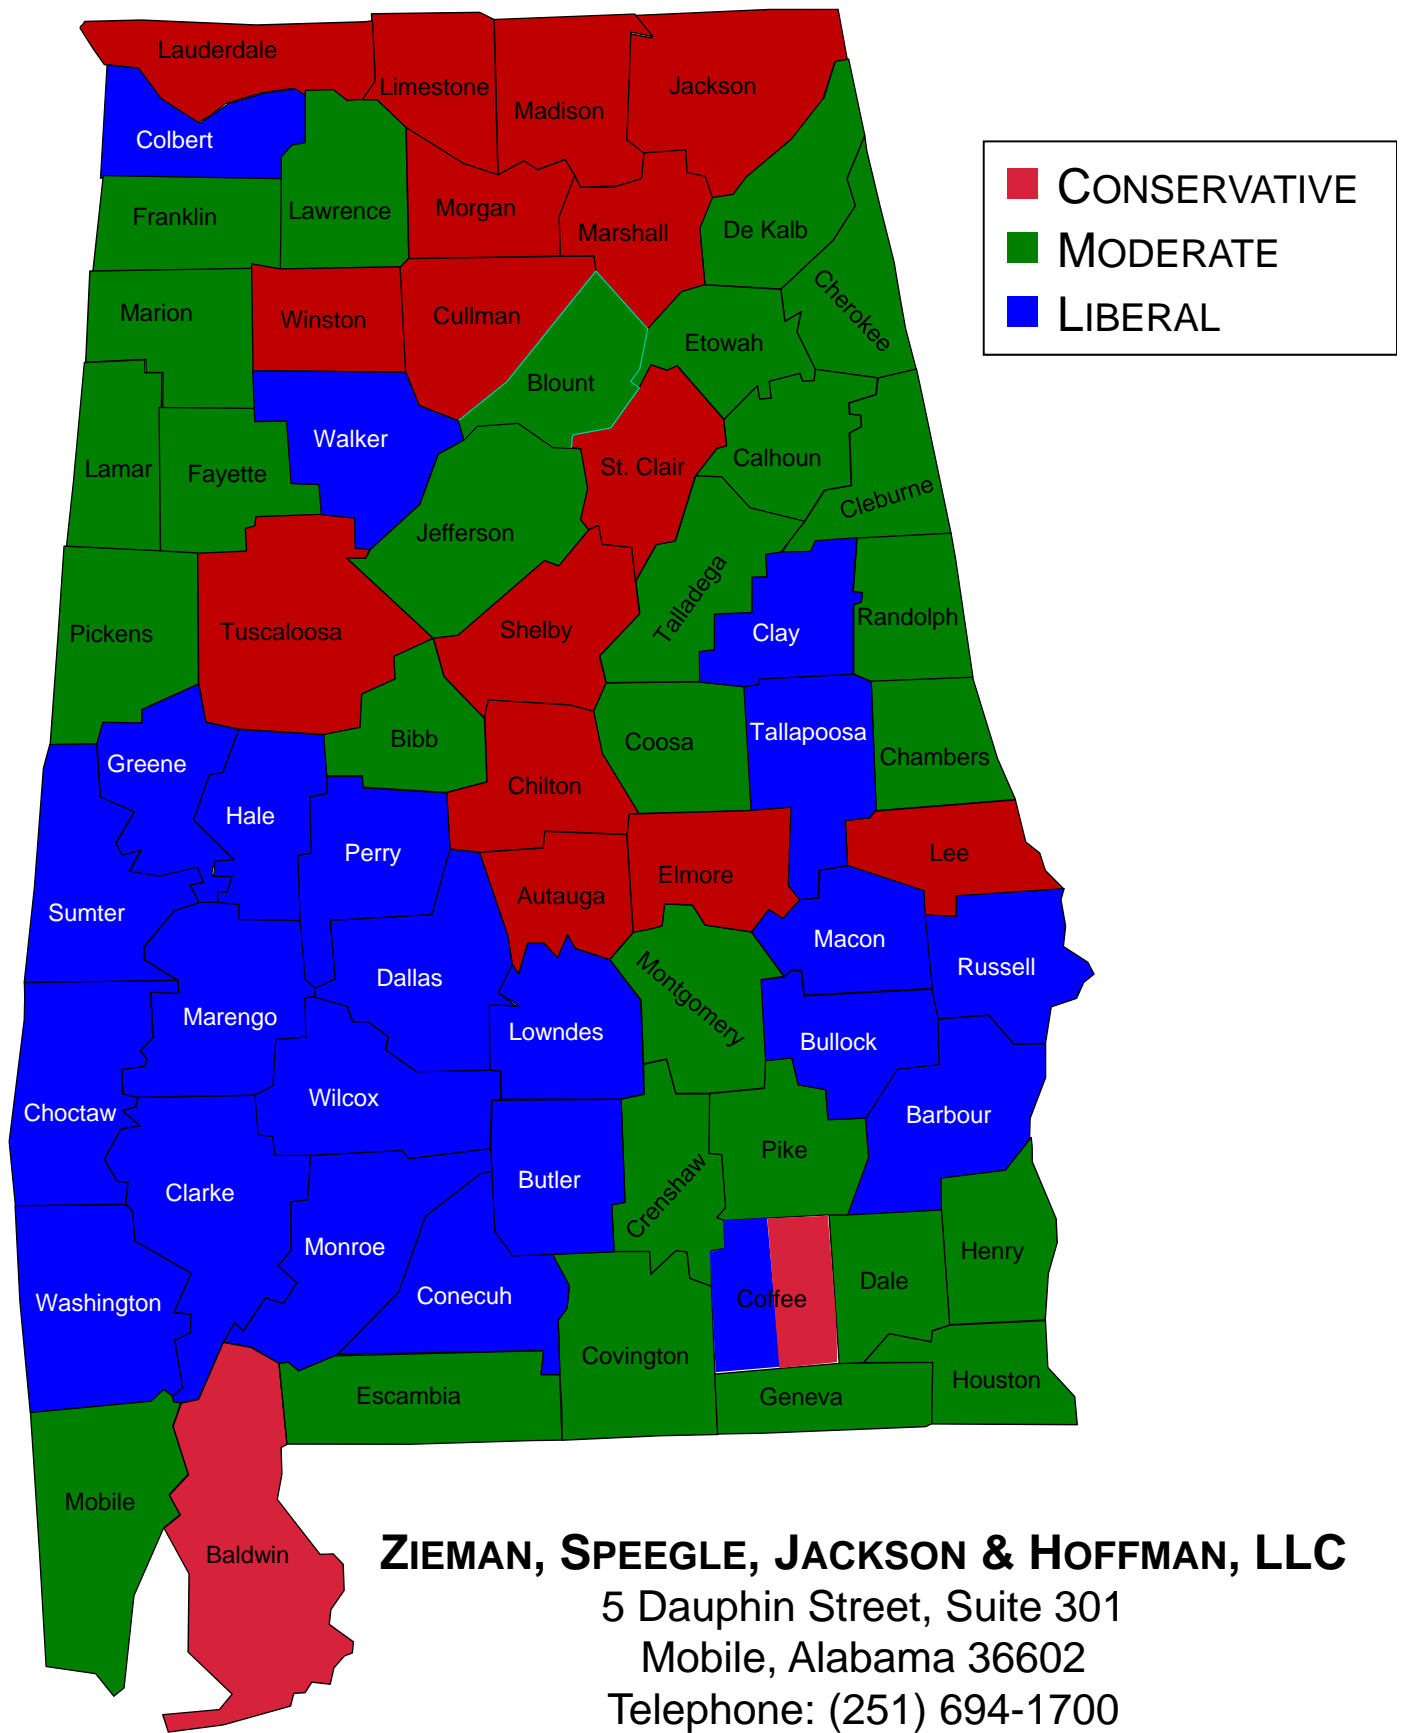 Lauderdale
Limestone
Madison
Jackson
Colbert
CONSERVATIVE
Franklin
Lawrence
Morgan
Marshall
De Kalb
MODERATE
Marion
Winston
Cullman
Cherokee
LIBERAL
Etowah
Blount
Walker
Lamar
Fayette
St. Clair
Calhoun
Cleburne
Jefferson
Talladega
Pickens
Tuscaloosa
Shelby
Clay
Randolph
Bibb
Coosa
Tallapoosa
Chambers
Greene
Chilton
Hale
Perry
Lee
Autauga
Elmore
Sumter
Macon
Russell
Dallas
Montgomery
Marengo
Lowndes
Bullock
Wilcox
Choctaw
Barbour
Butler
Pike
Clarke
Crenshaw
Monroe
Henry
Washington
Conecuh
Coffee
Dale
Covington
Houston
Escambia
Geneva
Mobile
Baldwin
ZIEMAN, SPEEGLE, JACKSON & HOFFMAN, LLC
5 Dauphin Street, Suite 301
Mobile, Alabama 36602
Telephone: (251) 694-1700